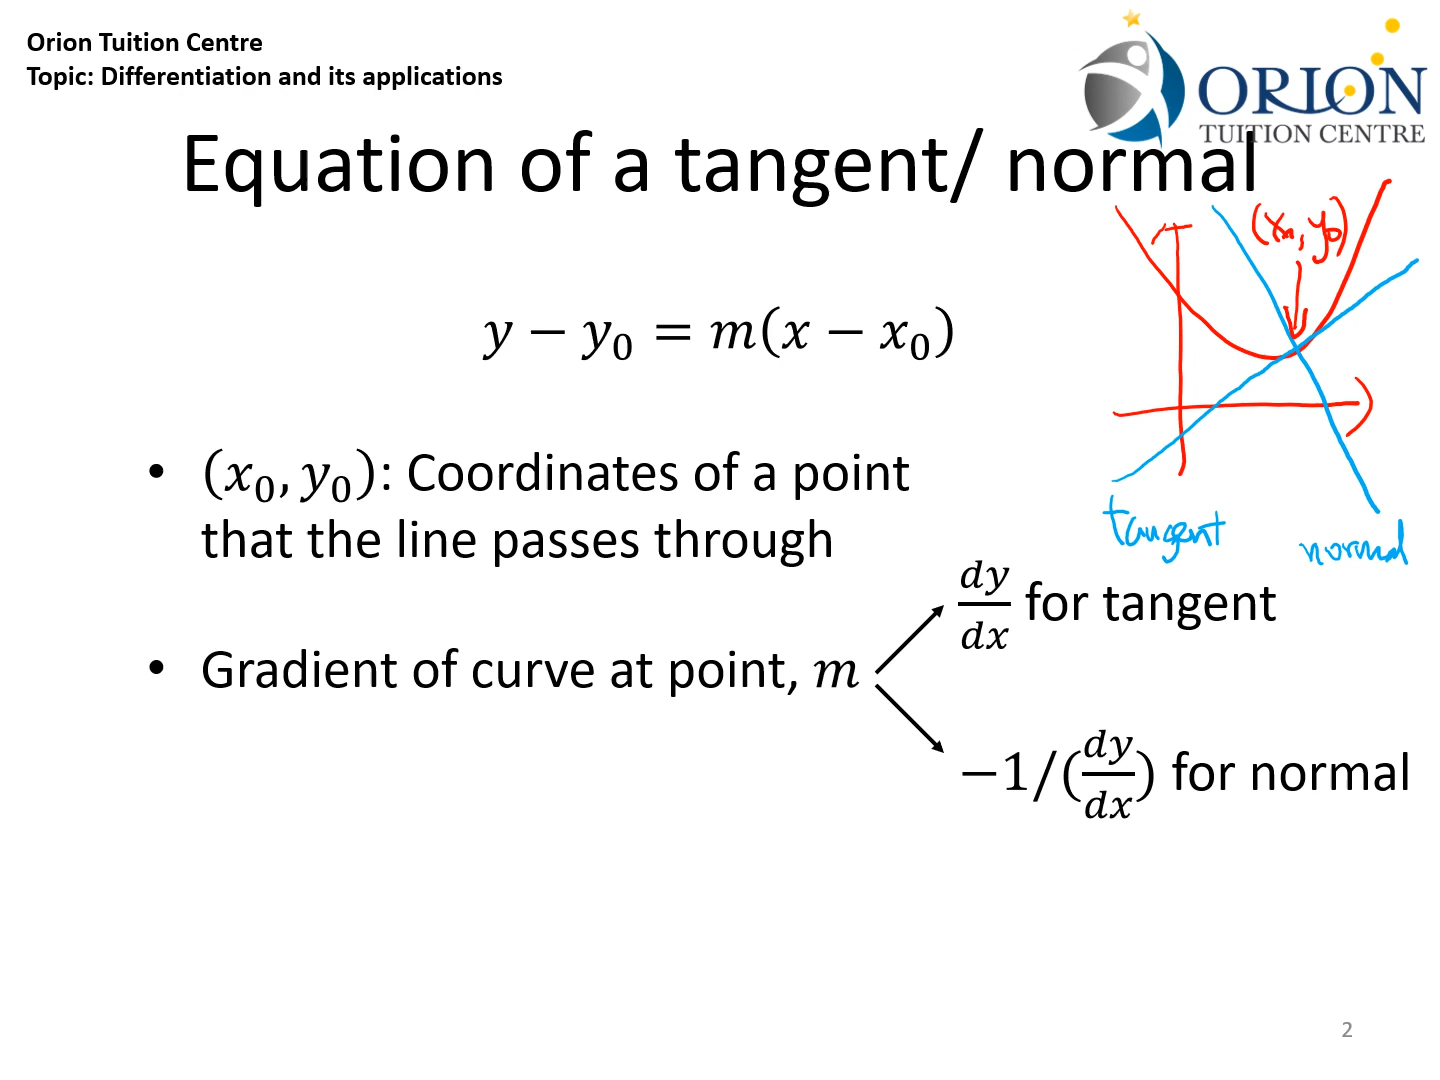 Orion Tuition Centre
Topic: Differentiation and its applications
ORION
TUITION CENTRE
Equation of a tangent/ normal
(x₀, y₀)
y − y₀ = m(x − x₀)
• (x₀, y₀): Coordinates of a point
that the line passes through
tangent
normal
• Gradient of curve at point, m
dy/dx for tangent
−1/(dy/dx) for normal
2